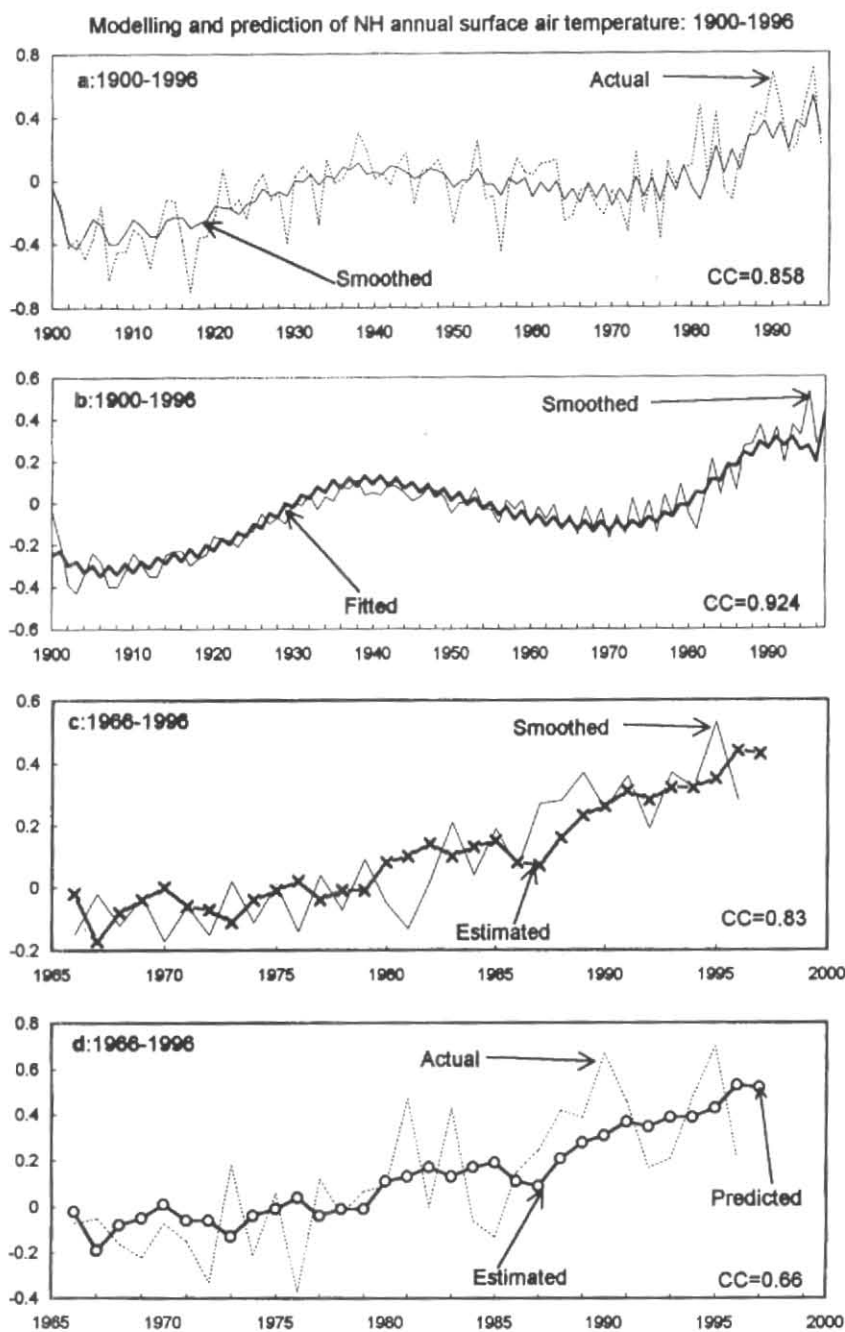 Modelling and prediction of NH annual surface air temperature: 1900-1996
0.8
a:1900-1996
Actual
0.4
0
-0.4
Smoothed
CC=0.858
-0.8
1900 1910 1920 1930 1940 1950 1960 1970 1980 1990
0.6
b:1900-1996
Smoothed
0.4
0.2
0
-0.2
-0.4
Fitted
CC=0.924
-0.6
1900 1910 1920 1930 1940 1950 1960 1970 1980 1990
0.6
c:1966-1996
Smoothed
0.4
0.2
0
Estimated
CC=0.83
-0.2
1965 1970 1975 1980 1985 1990 1995 2000
0.8
d:1966-1996
Actual
0.6
0.4
0.2
0
Predicted
-0.2
Estimated
CC=0.66
-0.4
1965 1970 1975 1980 1985 1990 1995 2000